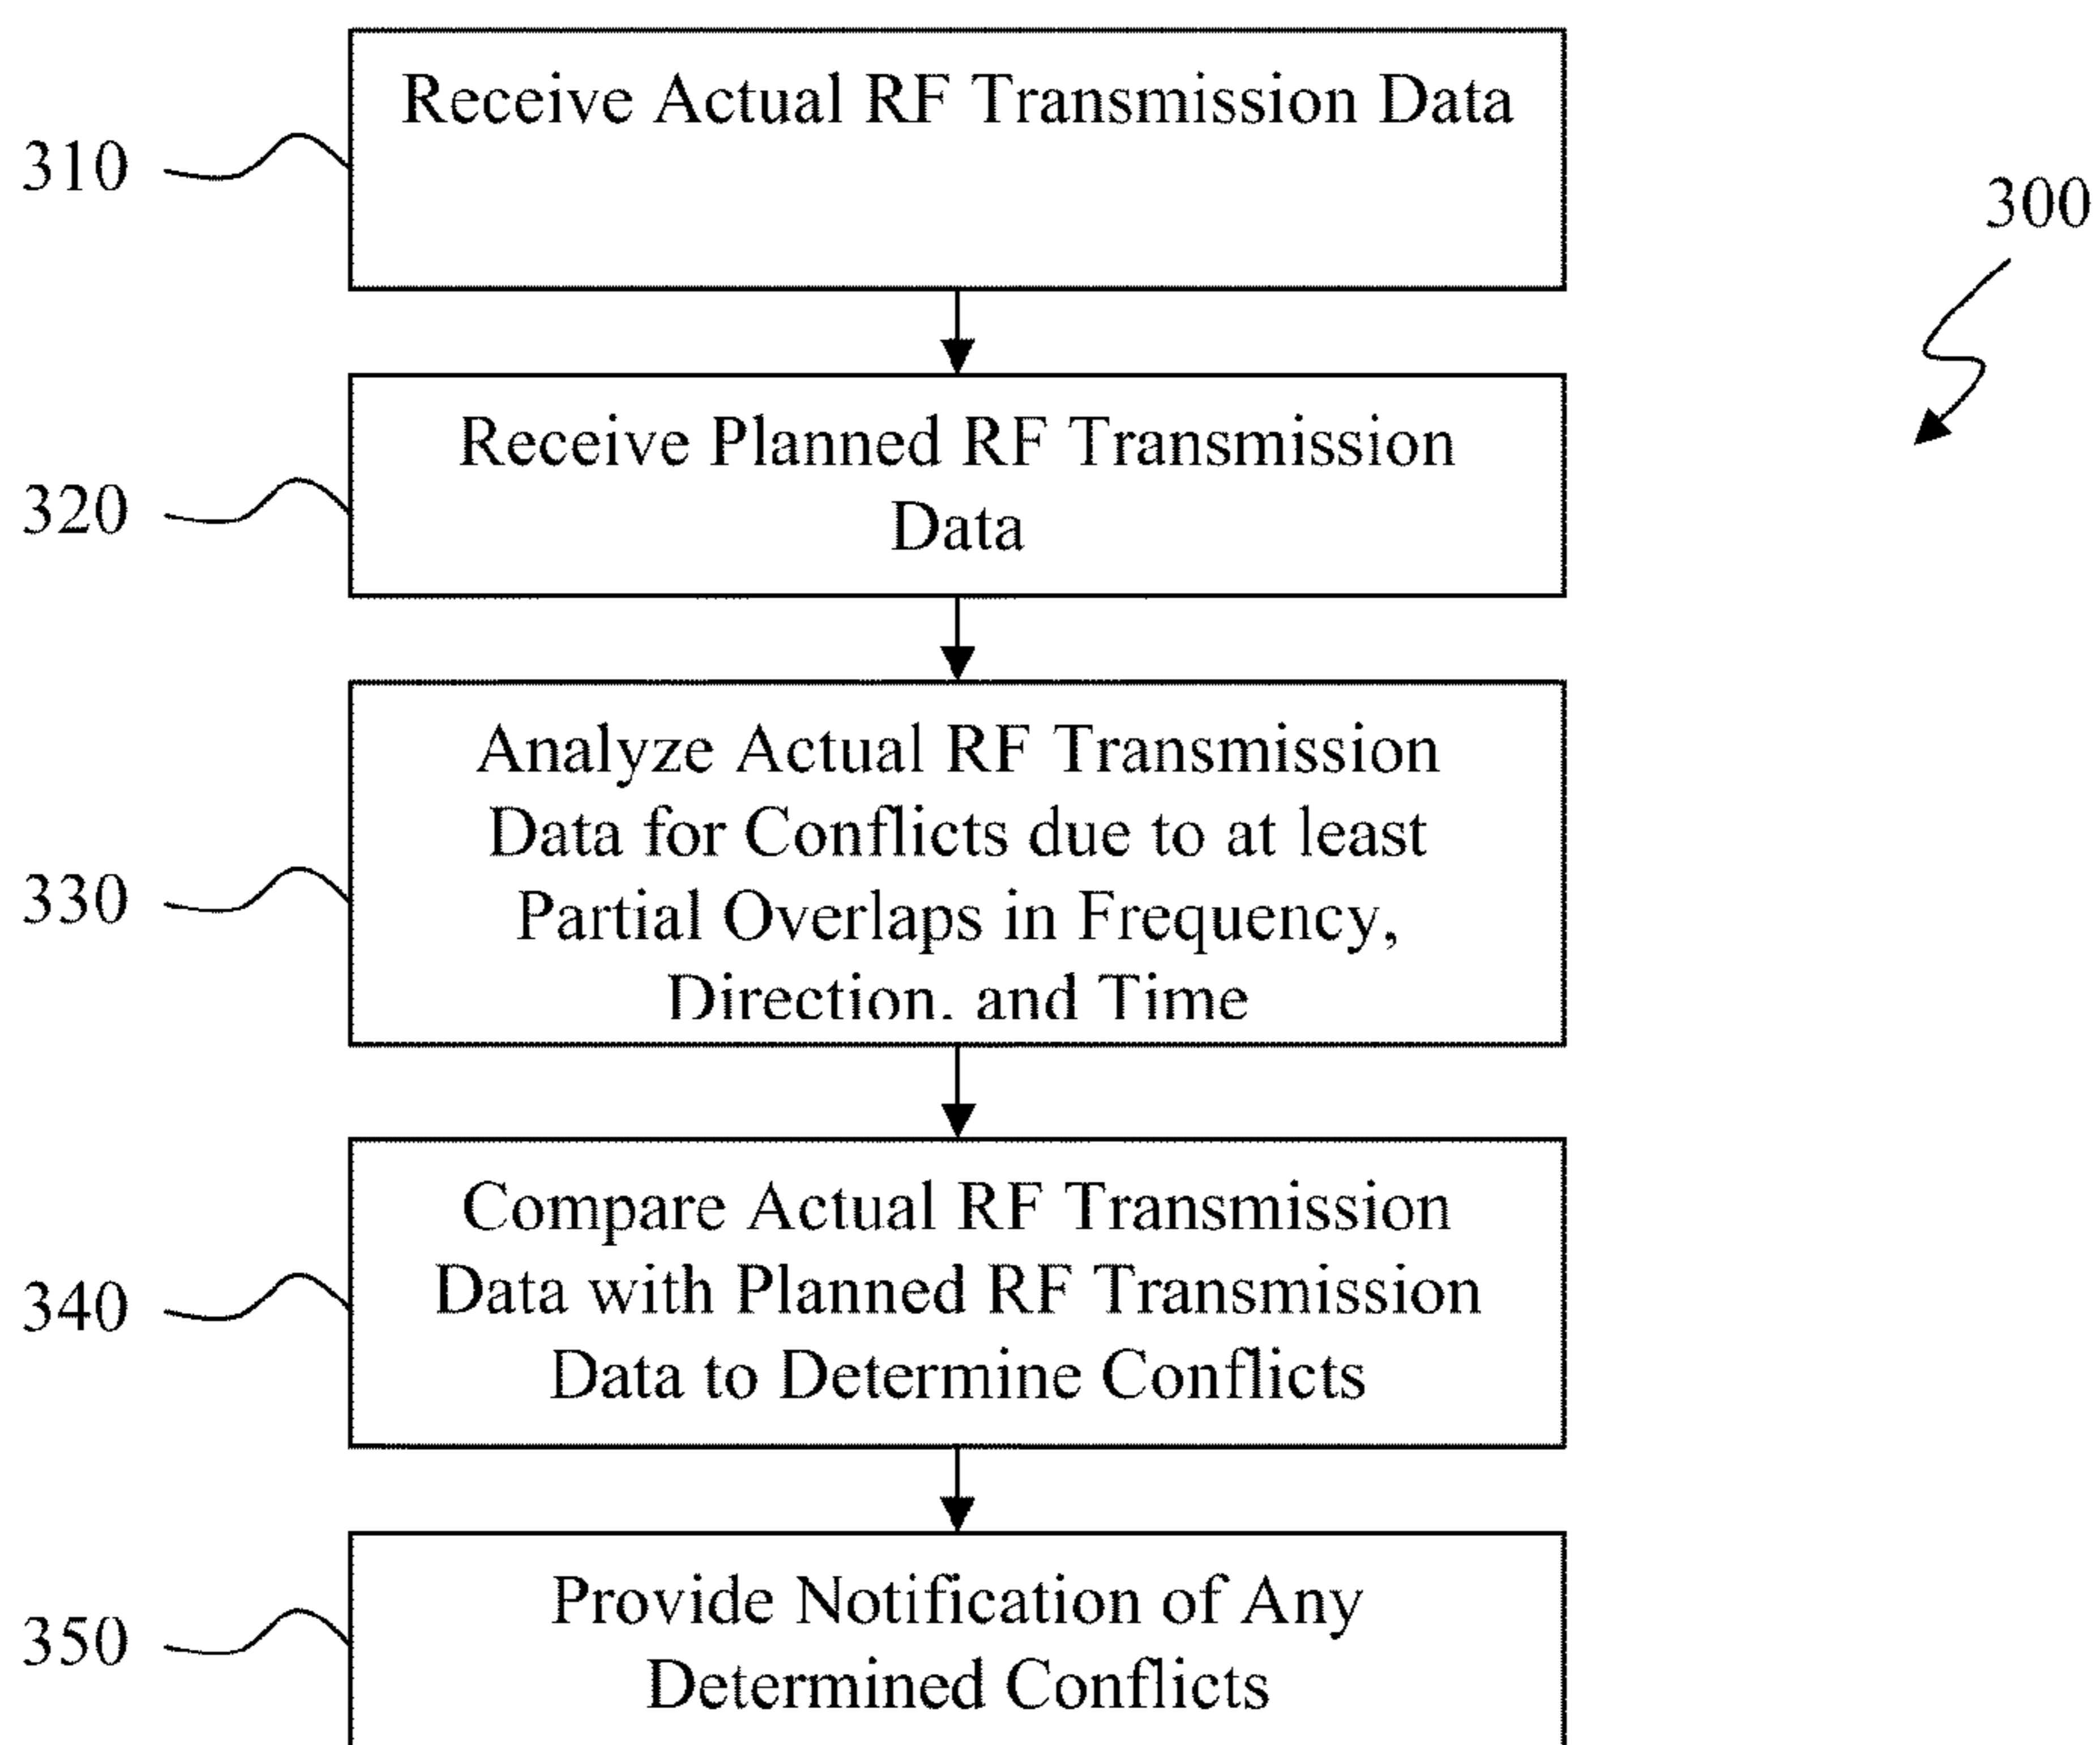 Receive Actual RF Transmission Data
310
300
Receive Planned RF Transmission
Data
320
Analyze Actual RF Transmission
Data for Conflicts due to at least
Partial Overlaps in Frequency,
Direction, and Time
330
Compare Actual RF Transmission
Data with Planned RF Transmission
Data to Determine Conflicts
340
Provide Notification of Any
Determined Conflicts
350